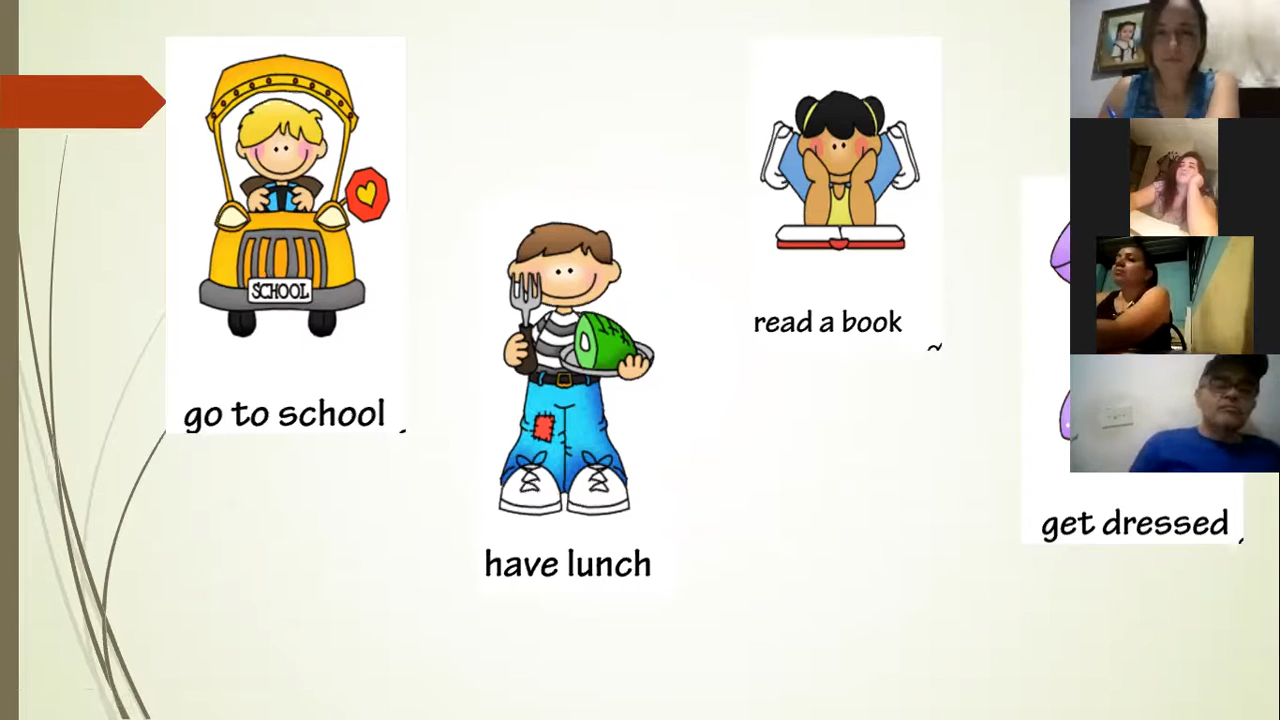 SCHOOL
go to school
have lunch
read a book
get dressed